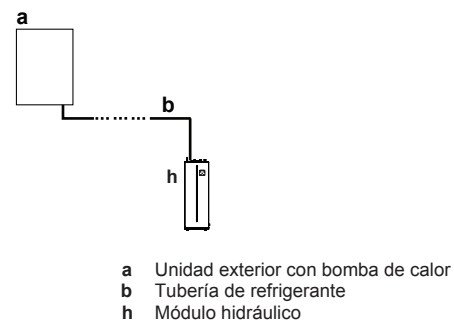 a
b
h
a Unidad exterior con bomba de calor
b Tubería de refrigerante
h Módulo hidráulico